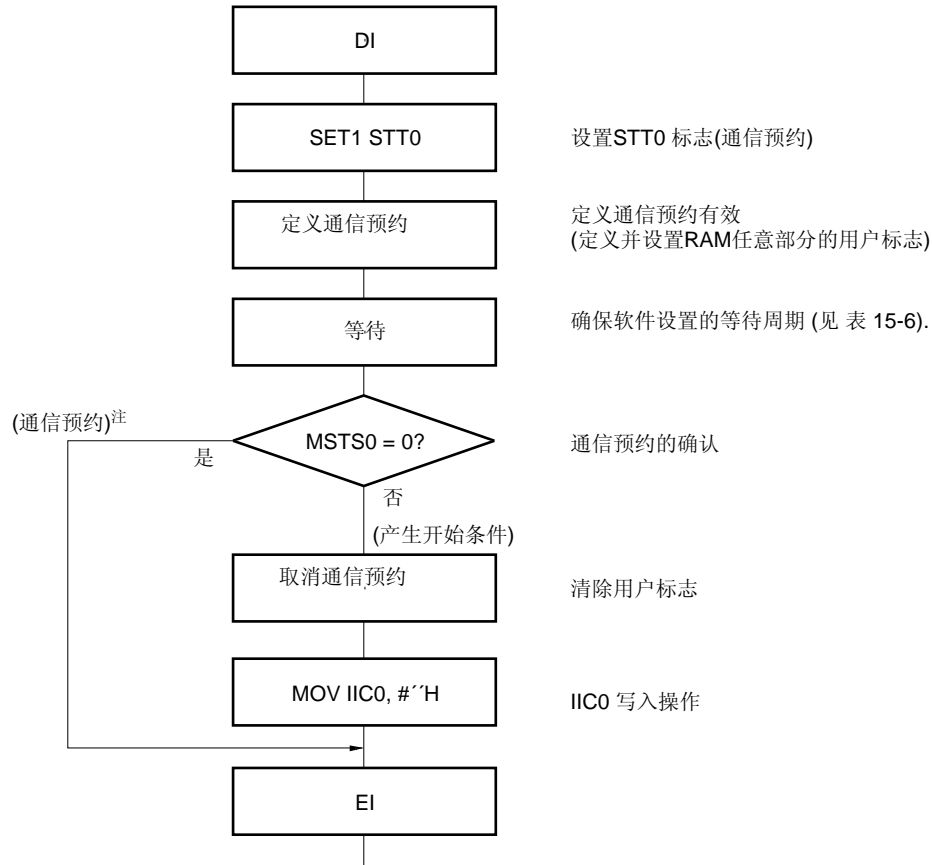 DI
SET1 STT0
设置STT0 标志(通信预约)
定义通信预约
定义通信预约有效
(定义并设置RAM任意部分的用户标志)
等待
确保软件设置的等待周期 (见 表 15-6).
(通信预约)注
MSTS0 = 0?
通信预约的确认
是
否
(产生开始条件)
取消通信预约
清除用户标志
MOV IIC0, #´´H
IIC0 写入操作
EI